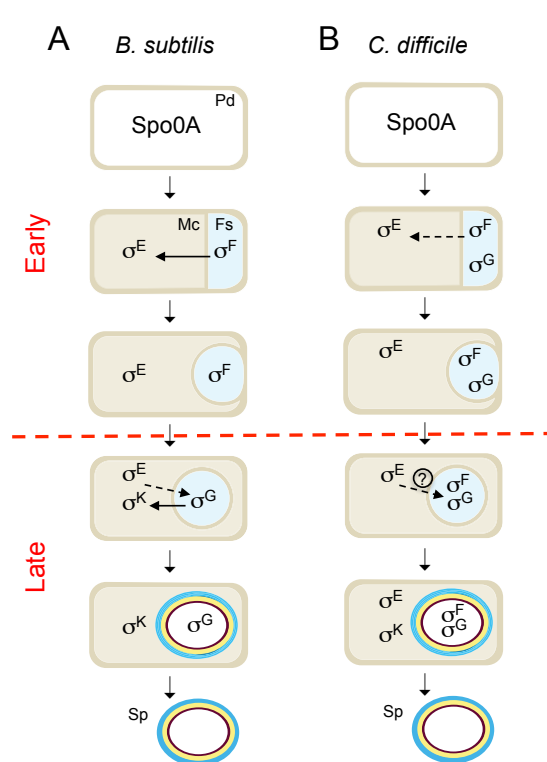 A B. subtilis
Pd
Spo0A
Early
Mc Fs
σE σF
σE σF
Late
σE
σK σG
σK σG
Sp
B C. difficile
Spo0A
σE σF
σG
σE σF
σG
σE ? σF
σG
σE σF
σK σG
Sp